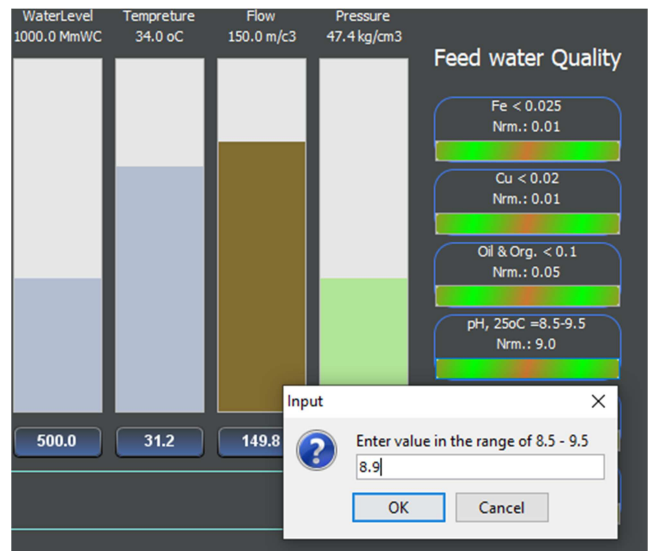 WaterLevel Tempreture Flow Pressure
1000.0 MmWC 34.0 oC 150.0 m/c3 47.4 kg/cm3
Feed water Quality
Fe < 0.025
Nrm.: 0.01
Cu < 0.02
Nrm.: 0.01
Oil & Org. < 0.1
Nrm.: 0.05
pH, 25oC =8.5-9.5
Nrm.: 9.0
500.0 31.2 149.8
Input
Enter value in the range of 8.5 - 9.5
8.9
OK Cancel